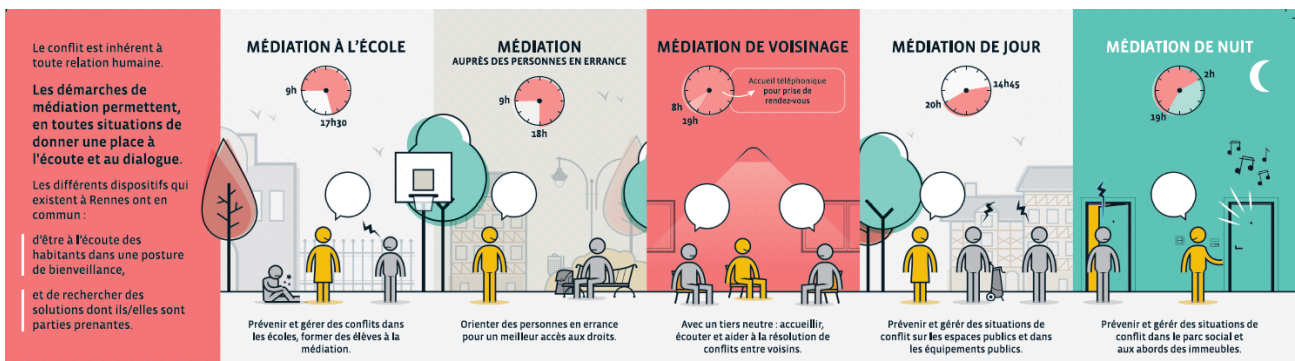 Le conflit est inhérent à
toute relation humaine.
Les démarches de
médiation permettent,
en toutes situations de
donner une place à
l'écoute et au dialogue.
Les différents dispositifs qui
existent à Rennes ont en
commun :
d'être à l'écoute des
habitants dans une posture
de bienveillance,
et de rechercher des
solutions dont ils/elles sont
parties prenantes.
MÉDIATION À L'ÉCOLE
9h
17h30
Prévenir et gérer des conflits dans
les écoles, former des élèves à la
médiation.
MÉDIATION
AUPRÈS DES PERSONNES EN ERRANCE
9h
18h
Orienter des personnes en errance
pour un meilleur accès aux droits.
MÉDIATION DE VOISINAGE
8h
19h
Accueil téléphonique
pour prise de
rendez-vous
Avec un tiers neutre : accueillir,
écouter et aider à la résolution de
conflits entre voisins.
MÉDIATION DE JOUR
14h45
20h
Prévenir et gérér des situations de
conflit sur les espaces publics et dans
les équipements publics.
MÉDIATION DE NUIT
2h
19h
Prévenir et gérér des situations de
conflit dans le parc social et
aux abords des immeubles.